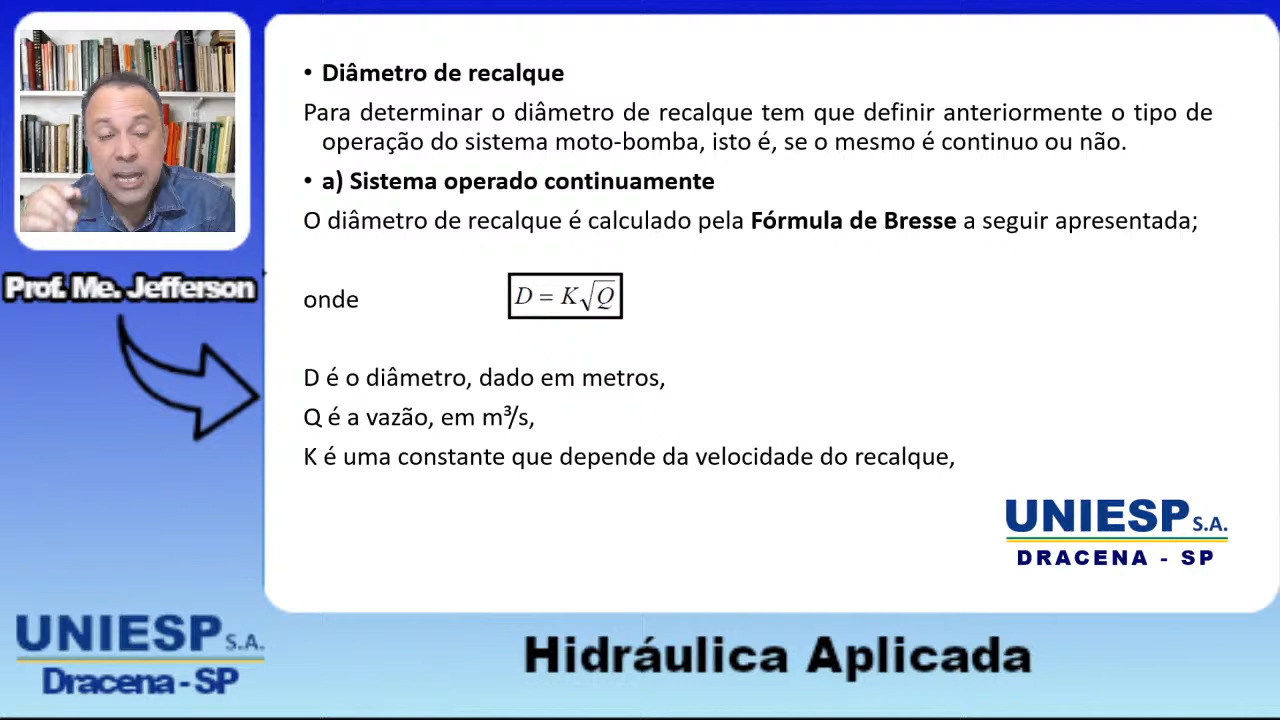 • Diâmetro de recalque
Para determinar o diâmetro de recalque tem que definir anteriormente o tipo de
operação do sistema moto-bomba, isto é, se o mesmo é continuo ou não.
• a) Sistema operado continuamente
O diâmetro de recalque é calculado pela Fórmula de Bresse a seguir apresentada;
Prof. Me. Jefferson
onde D = K√Q
D é o diâmetro, dado em metros,
Q é a vazão, em m³/s,
K é uma constante que depende da velocidade do recalque,
UNIESP S.A.
DRACENA - SP
UNIESP S.A.
Dracena - SP
Hidráulica Aplicada